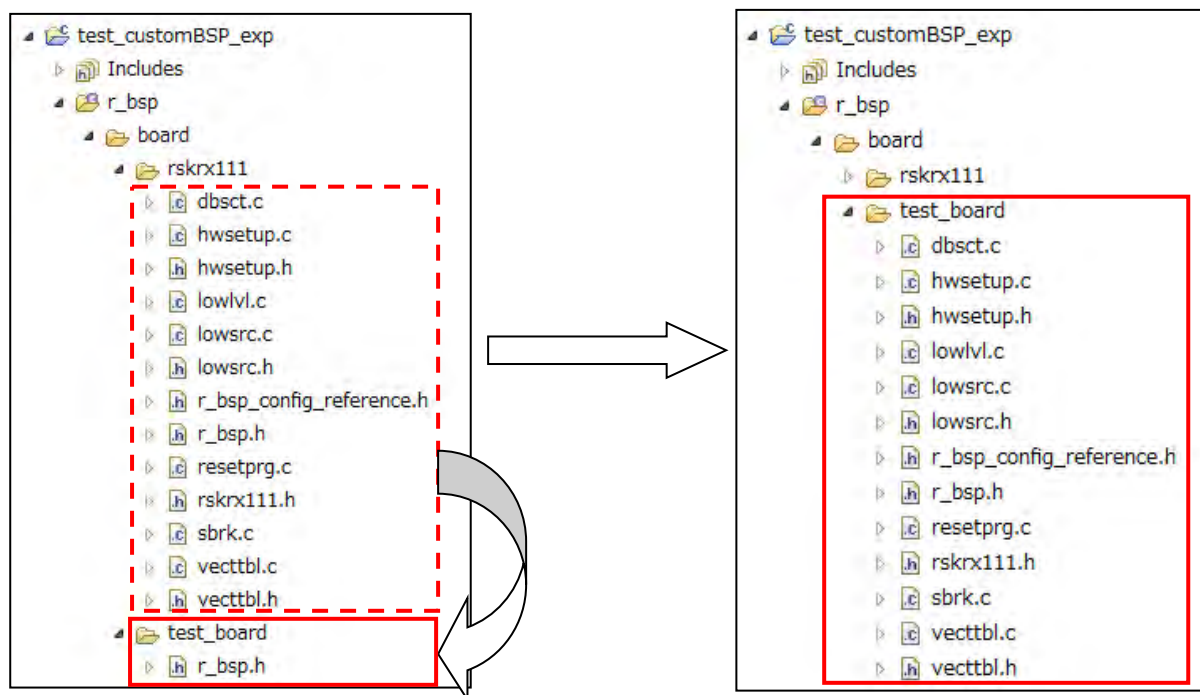 test_customBSP_exp
Includes
r_bsp
board
rskrx111
dbsct.c
hwsetup.c
hwsetup.h
lowlvl.c
lowsrc.c
lowsrc.h
r_bsp_config_reference.h
r_bsp.h
resetprg.c
rskrx111.h
sbrk.c
vecttbl.c
vecttbl.h
test_board
r_bsp.h
test_customBSP_exp
Includes
r_bsp
board
rskrx111
test_board
dbsct.c
hwsetup.c
hwsetup.h
lowlvl.c
lowsrc.c
lowsrc.h
r_bsp_config_reference.h
r_bsp.h
resetprg.c
rskrx111.h
sbrk.c
vecttbl.c
vecttbl.h